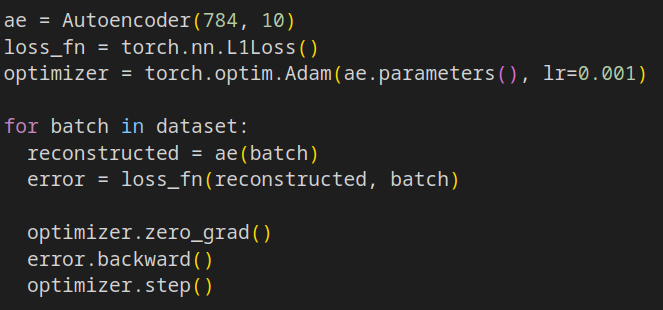 ae = Autoencoder(784, 10)
loss_fn = torch.nn.L1Loss()
optimizer = torch.optim.Adam(ae.parameters(), lr=0.001)

for batch in dataset:
  reconstructed = ae(batch)
  error = loss_fn(reconstructed, batch)

  optimizer.zero_grad()
  error.backward()
  optimizer.step()